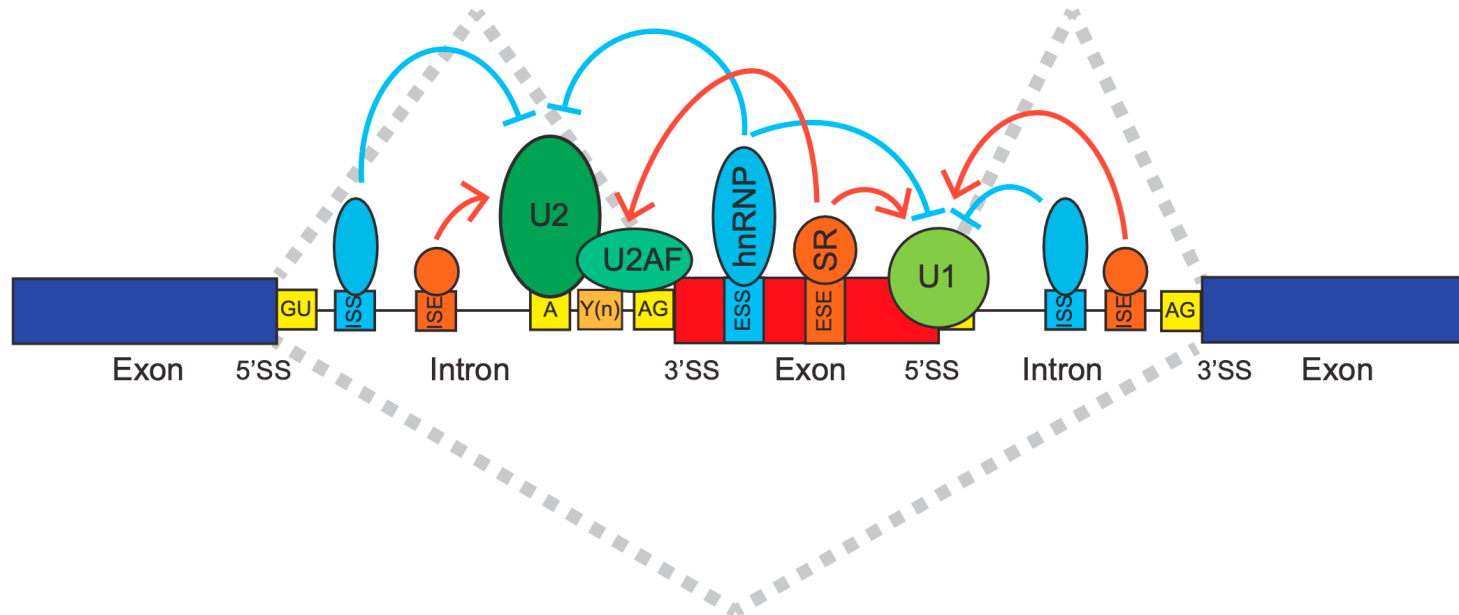 U2
U2AF
hnRNP
SR
U1
GU
ISS
ISE
A
Y(n)
AG
ESS
ESE
ISS
ISE
AG
Exon
5'SS
Intron
3'SS
Exon
5'SS
Intron
3'SS
Exon